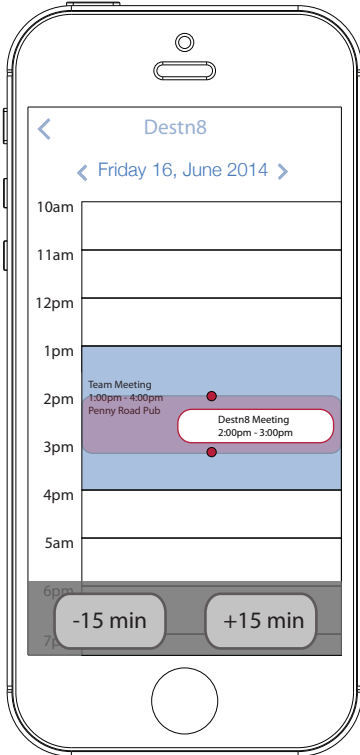 Destn8
Friday 16, June 2014
10am
11am
12pm
1pm
Team Meeting
1:00pm - 4:00pm
Penny Road Pub
2pm
Destn8 Meeting
2:00pm - 3:00pm
3pm
4pm
5am
6pm
-15 min
+15 min